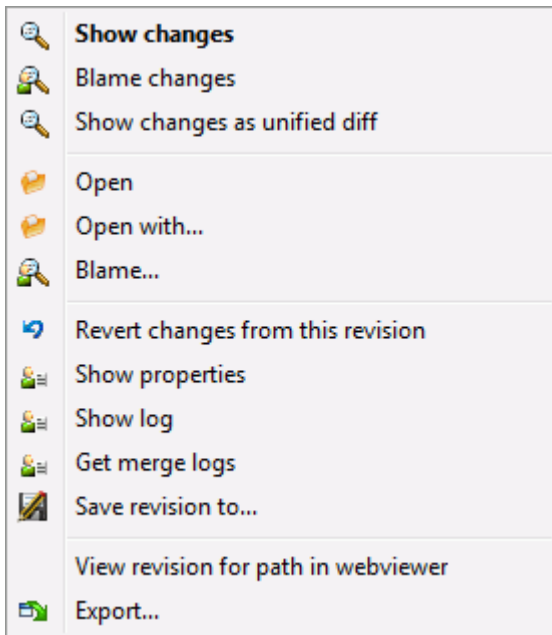 Show changes
Blame changes
Show changes as unified diff
Open
Open with...
Blame...
Revert changes from this revision
Show properties
Show log
Get merge logs
Save revision to...
View revision for path in webviewer
Export...